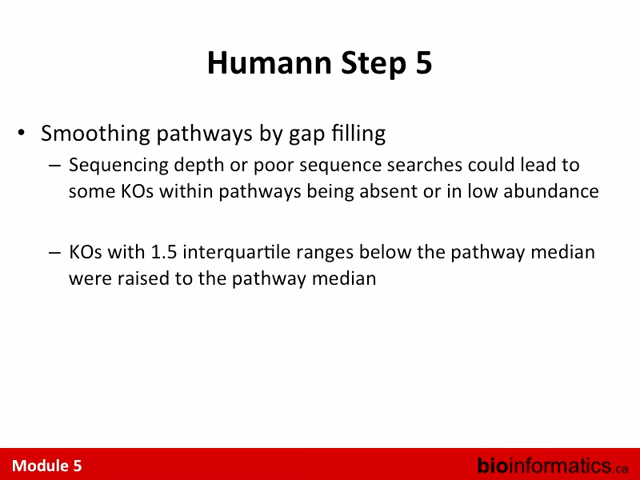 Humann Step 5
• Smoothing pathways by gap filling
– Sequencing depth or poor sequence searches could lead to
some KOs within pathways being absent or in low abundance
– KOs with 1.5 interquartile ranges below the pathway median
were raised to the pathway median
Module 5
bioinformatics.ca